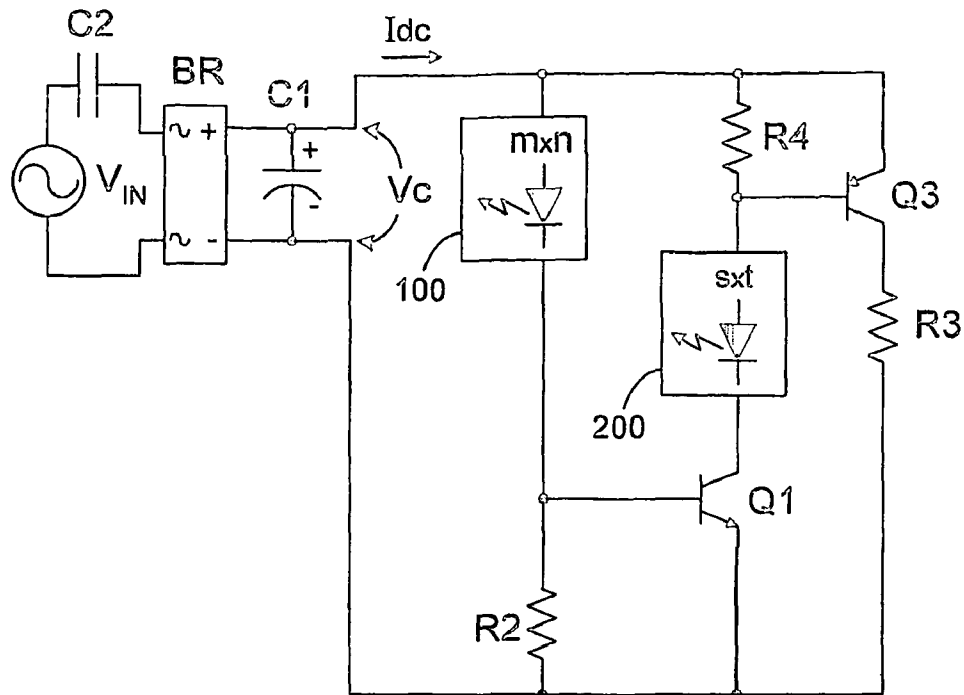 C2
BR
C1
Idc
V_IN
~ +
~ -
+
-
Vc
mxn
100
R4
Q3
sxt
200
R3
Q1
R2